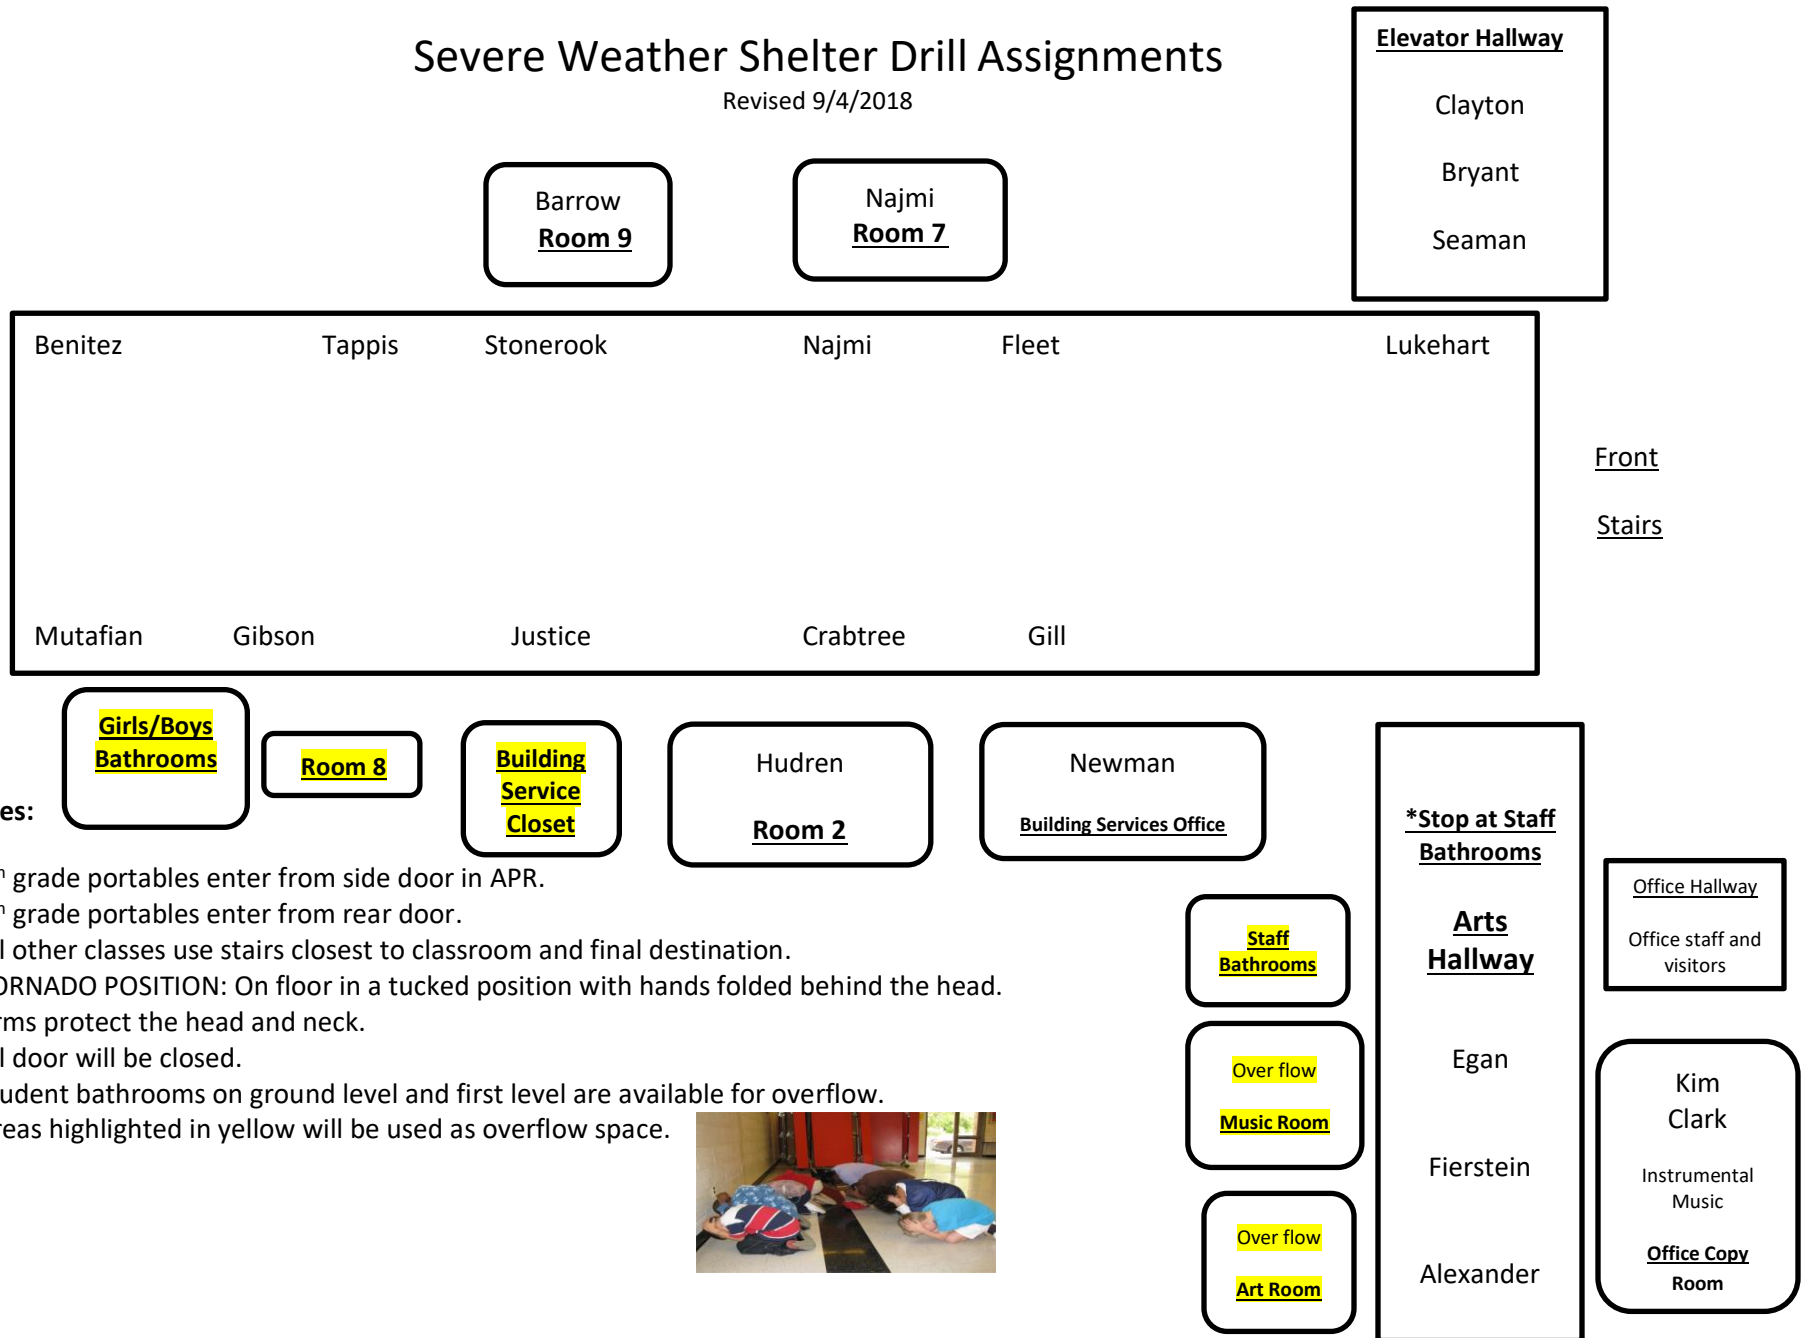 Severe Weather Shelter Drill Assignments
Revised 9/4/2018
Elevator Hallway
Clayton
Bryant
Seaman
Barrow
Room 9
Najmi
Room 7
Benitez Tappis Stonerook Najmi Fleet Lukehart
Front
Stairs
Mutafian Gibson Justice Crabtree Gill
Girls/Boys
Bathrooms
Room 8
Building
Service
Closet
Hudren
Room 2
Newman
Building Services Office
*Stop at Staff
Bathrooms
Arts
Hallway
Egan
Fierstein
Alexander
Office Hallway
Office staff and
visitors
Staff
Bathrooms
Over flow
Music Room
Over flow
Art Room
Kim
Clark
Instrumental
Music
Office Copy
Room
es:
grade portables enter from side door in APR.
grade portables enter from rear door.
l other classes use stairs closest to classroom and final destination.
ORNADO POSITION: On floor in a tucked position with hands folded behind the head.
rms protect the head and neck.
l door will be closed.
udent bathrooms on ground level and first level are available for overflow.
reas highlighted in yellow will be used as overflow space.